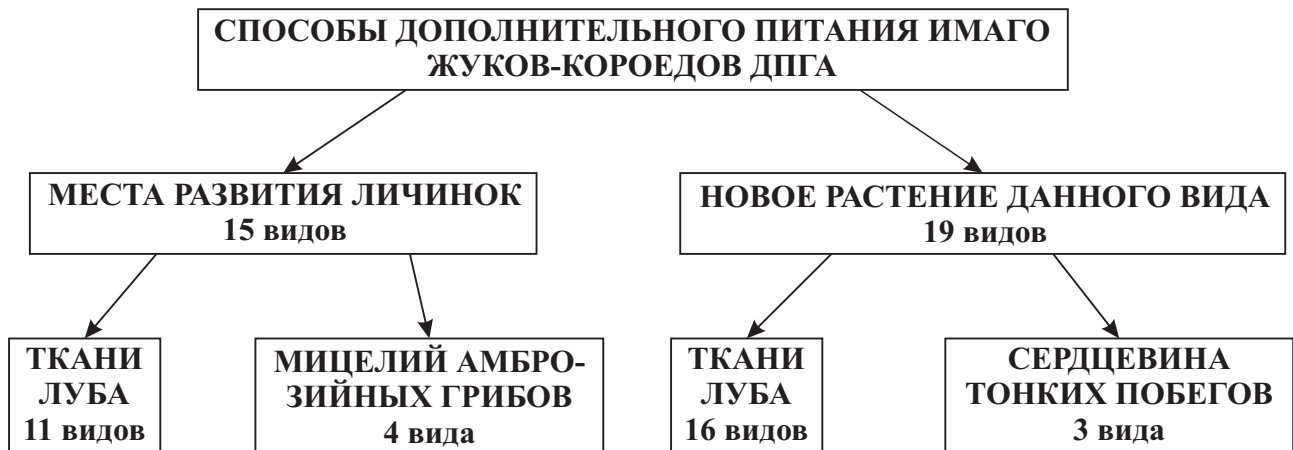 СПОСОБЫ ДОПОЛНИТЕЛЬНОГО ПИТАНИЯ ИМАГО
ЖУКОВ-КОРОЕДОВ ДПГА
МЕСТА РАЗВИТИЯ ЛИЧИНОК
15 видов
НОВОЕ РАСТЕНИЕ ДАННОГО ВИДА
19 видов
ТКАНИ
ЛУБА
11 видов
МИЦЕЛИЙ АМБРО-
ЗИЙНЫХ ГРИБОВ
4 вида
ТКАНИ
ЛУБА
16 видов
СЕРДЦЕВИНА
ТОНКИХ ПОБЕГОВ
3 вида